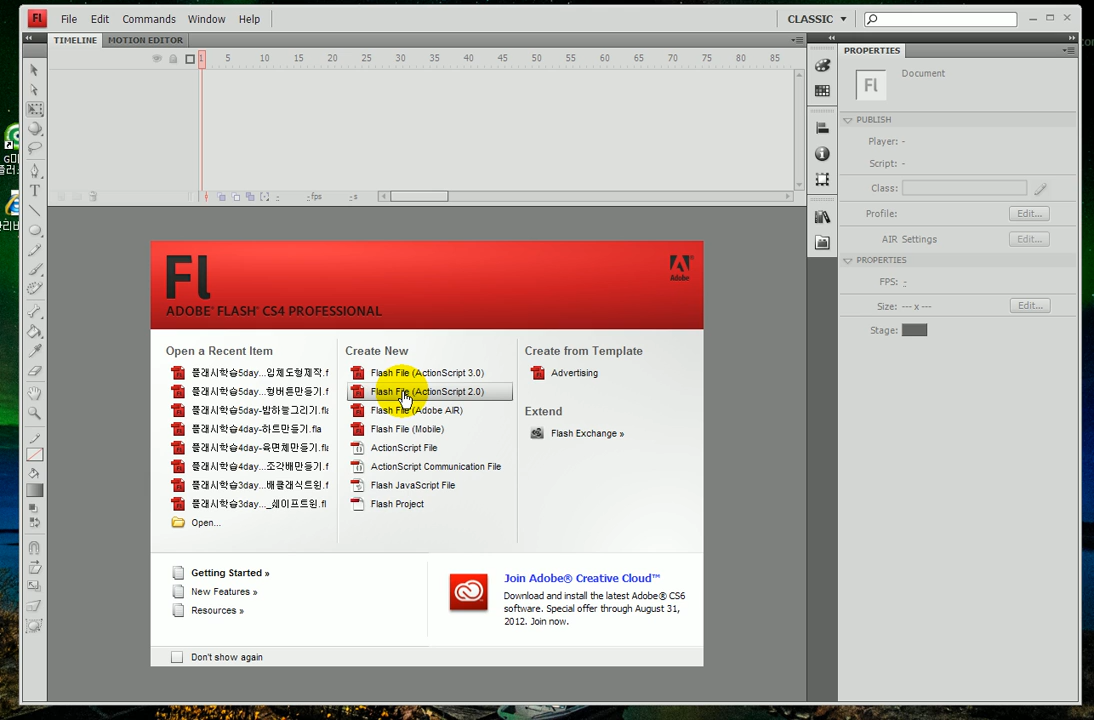 Fl File Edit Commands Window Help CLASSIC
TIMELINE MOTION EDITOR
1 5 10 15 20 25 30 35 40 45 50 55 60 65 70 75 80 85
fps s
PROPERTIES
Fl Document
PUBLISH
Player: -
Script: -
Class:
Profile: Edit...
AIR Settings Edit...
PROPERTIES
FPS: -
Size: --- x --- Edit...
Stage:
Fl
Adobe
ADOBE® FLASH® CS4 PROFESSIONAL
Open a Recent Item
플래시학습5day...입체도형제작.f
플래시학습5day...형버튼만들기.f
플래시학습5day-밤하늘그리기.fla
플래시학습4day-하트만들기.fla
플래시학습4day-육면체만들기.fla
플래시학습4day...조각배만들기.f
플래시학습3day...배클래식트윈.f
플래시학습3day..._쉐이프트윈.fl
Open...
Create New
Flash File (ActionScript 3.0)
Flash File (ActionScript 2.0)
Flash File (Adobe AIR)
Flash File (Mobile)
ActionScript File
ActionScript Communication File
Flash JavaScript File
Flash Project
Create from Template
Advertising
Extend
Flash Exchange »
Getting Started »
New Features »
Resources »
Join Adobe® Creative Cloud™
Download and install the latest Adobe® CS6
software. Special offer through August 31,
2012. Join now.
Don't show again